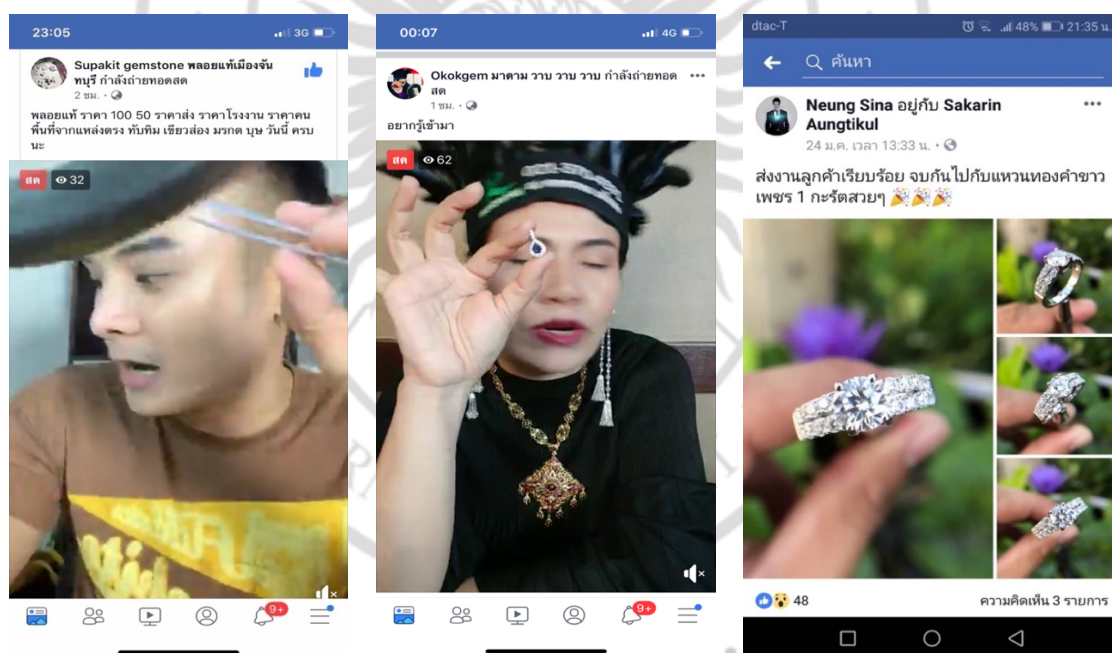 23:05
3G
Supakit gemstone พลอยแท้เมืองจัน
ทบุรี กำลังถ่ายทอดสด
2 ชม.
พลอยแท้ ราคา 100 50 ราคาส่ง ราคาโรงงาน ราคาคน
พื้นที่จากแหล่งตรง ทับทิม เขียวส่อง มรกต บุษ วันนี้ ครบ
นะ
สด 32
9+
00:07
4G
Okokgem มาดาม วาบ วาบ วาบ กำลังถ่ายทอด
สด
1 ชม.
อยากรู้เข้ามา
สด 62
9+
dtac-T
48% 21:35 น.
ค้นหา
Neung Sina อยู่กับ Sakarin
Aungtikul
24 ม.ค. เวลา 13:33 น.
ส่งงานลูกค้าเรียบร้อย จบกันไปกับแหวนทองคำขาว
เพชร 1 กะรัตสวยๆ
48
ความคิดเห็น 3 รายการ